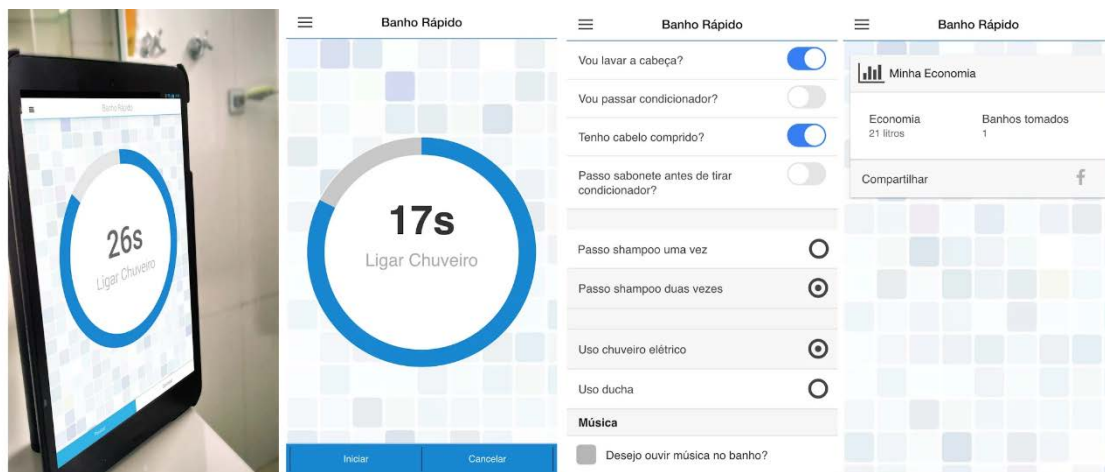 Banho Rápido
26s
Ligar Chuveiro
Banho Rápido
17s
Ligar Chuveiro
Iniciar
Cancelar
Banho Rápido
Vou lavar a cabeça?
Vou passar condicionador?
Tenho cabelo comprido?
Passo sabonete antes de tirar
condicionador?
Passo shampoo uma vez
Passo shampoo duas vezes
Uso chuveiro elétrico
Uso ducha
Música
Desejo ouvir música no banho?
Banho Rápido
Minha Economia
Economia
21 litros
Banhos tomados
1
Compartilhar
f